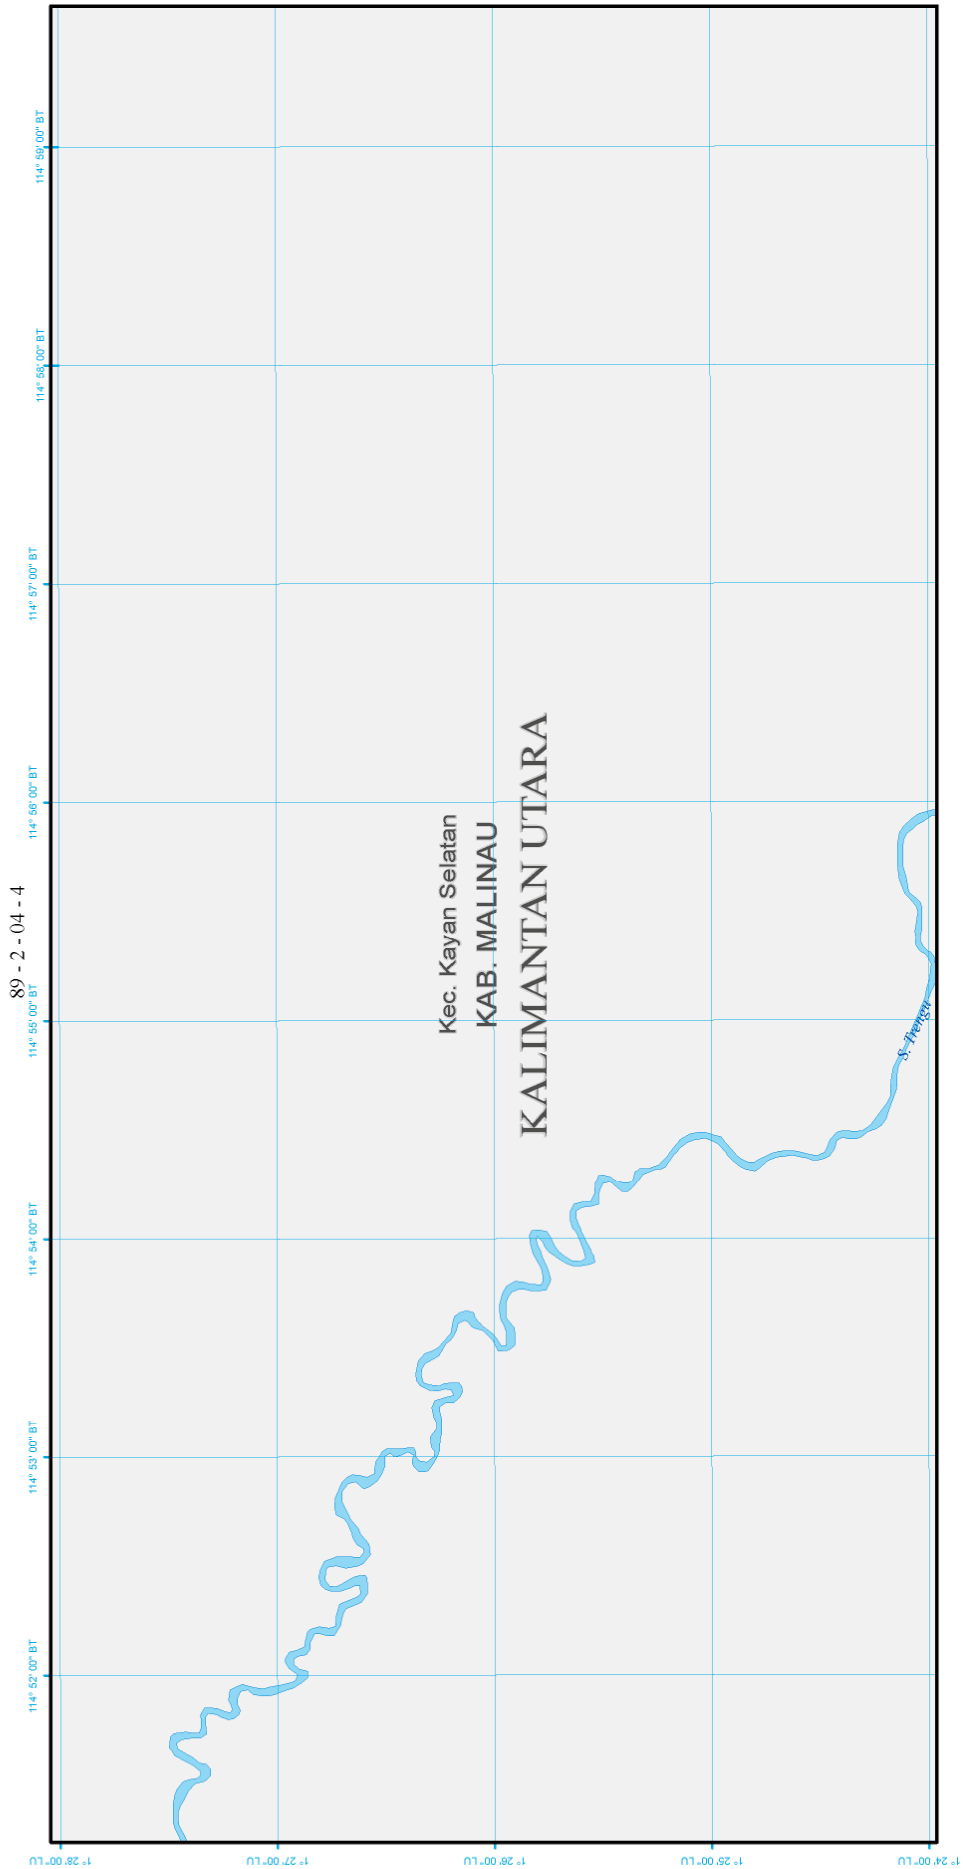 89 - 2 - 04 - 4
114° 52' 00" BT
114° 53' 00" BT
114° 54' 00" BT
114° 55' 00" BT
114° 56' 00" BT
114° 57' 00" BT
114° 58' 00" BT
114° 59' 00" BT
1° 28' 00" LU
1° 27' 00" LU
1° 26' 00" LU
1° 25' 00" LU
1° 24' 00" LU
Kec. Kayan Selatan
KAB. MALINAU
KALIMANTAN UTARA
S. Trengu